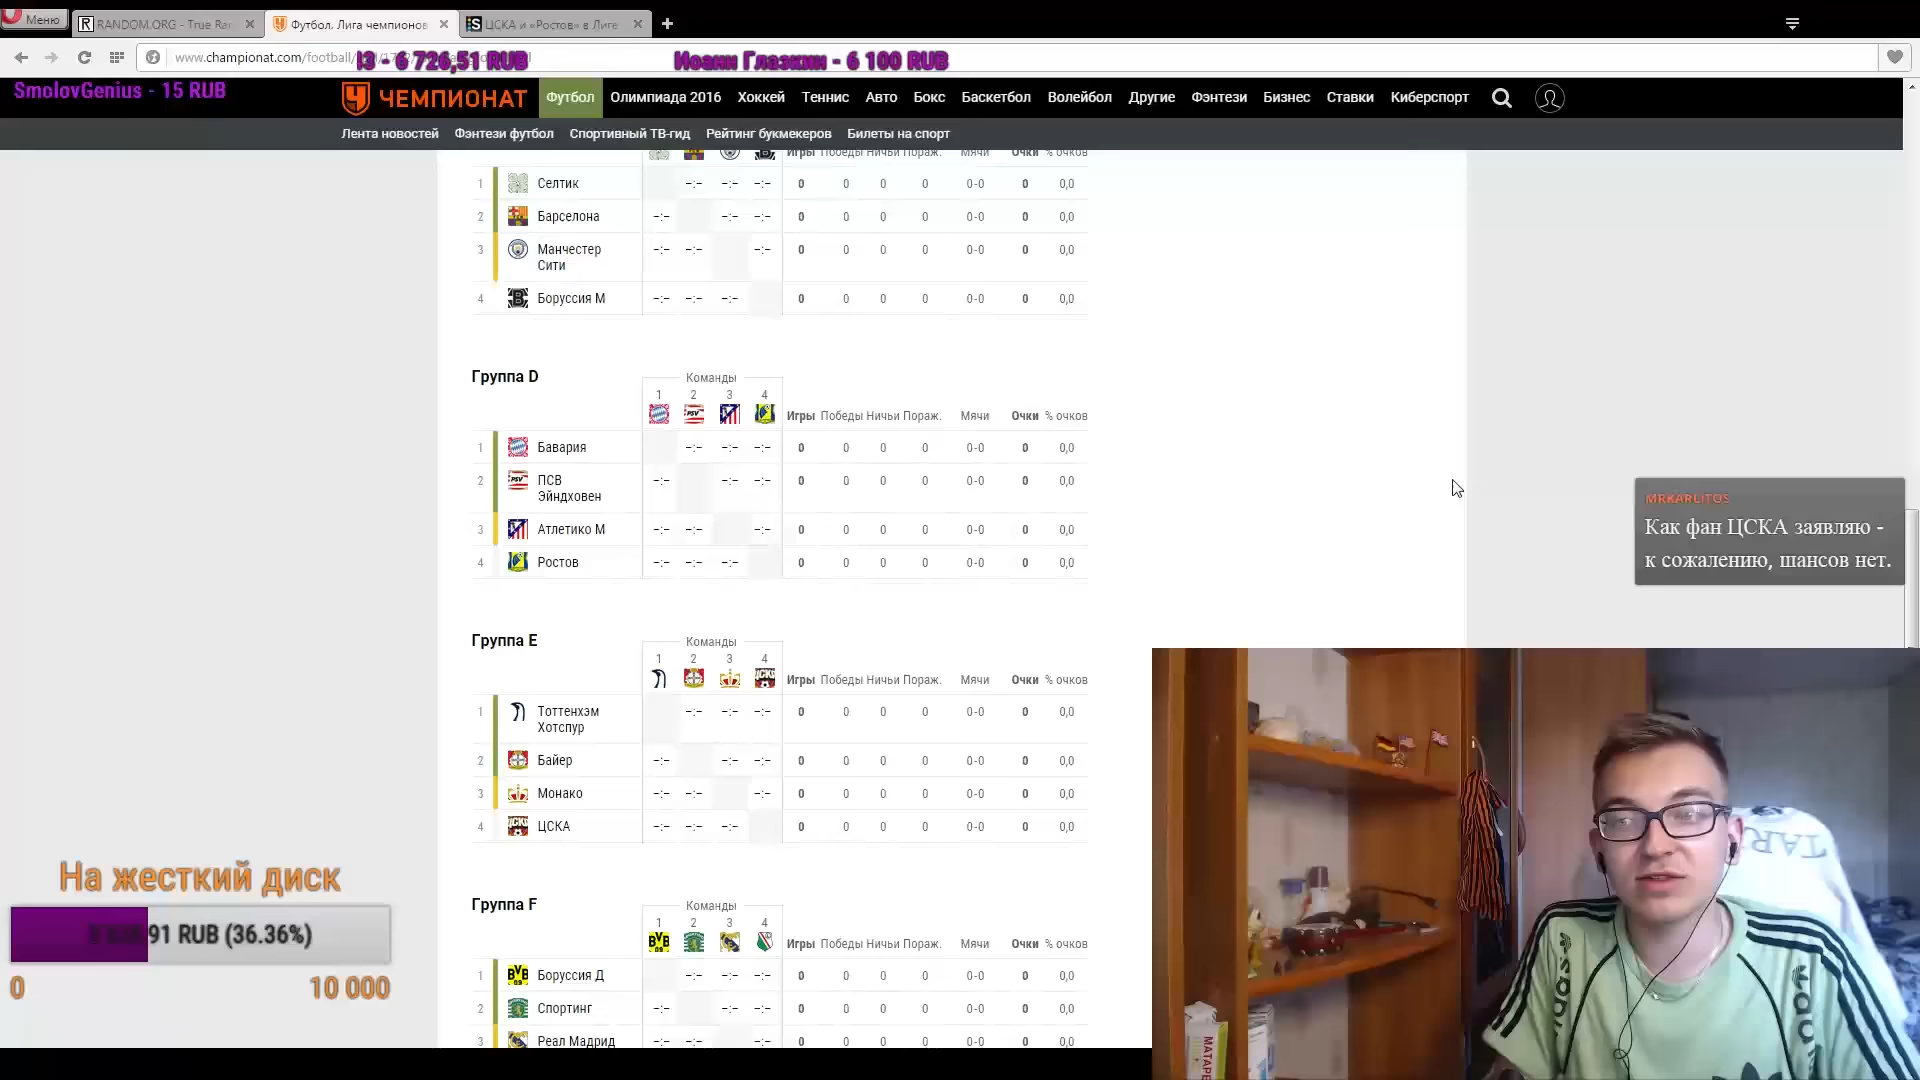 Меню
RANDOM.ORG - True Ra
Футбол. Лига чемпионов
ЦСКА и «Ростов» в Лиге
www.championat.com/football/
- 6 726,51 RUB
Иоанн Глазкин - 6 100 RUB
SmolovGenius - 15 RUB
ЧЕМПИОНАТ
Футбол Олимпиада 2016 Хоккей Теннис Авто Бокс Баскетбол Волейбол Другие Фэнтези Бизнес Ставки Киберспорт
Лента новостей Фэнтези футбол Спортивный ТВ-гид Рейтинг букмекеров Билеты на спорт
Игры Победы Ничьи Пораж. Мячи Очки % очков
1 Селтик -:- -:- -:- 0 0 0 0 0-0 0 0,0
2 Барселона -:- -:- -:- 0 0 0 0 0-0 0 0,0
3 Манчестер Сити -:- -:- -:- 0 0 0 0 0-0 0 0,0
4 Боруссия М -:- -:- -:- 0 0 0 0 0-0 0 0,0
Группа D
Команды
1 2 3 4
Игры Победы Ничьи Пораж. Мячи Очки % очков
1 Бавария -:- -:- -:- 0 0 0 0 0-0 0 0,0
2 ПСВ Эйндховен -:- -:- -:- 0 0 0 0 0-0 0 0,0
3 Атлетико М -:- -:- -:- 0 0 0 0 0-0 0 0,0
4 Ростов -:- -:- -:- 0 0 0 0 0-0 0 0,0
MRKARLITOS
Как фан ЦСКА заявляю -
к сожалению, шансов нет.
Группа E
Команды
1 2 3 4
Игры Победы Ничьи Пораж. Мячи Очки % очков
1 Тоттенхэм Хотспур -:- -:- -:- 0 0 0 0 0-0 0 0,0
2 Байер -:- -:- -:- 0 0 0 0 0-0 0 0,0
3 Монако -:- -:- -:- 0 0 0 0 0-0 0 0,0
4 ЦСКА -:- -:- -:- 0 0 0 0 0-0 0 0,0
Группа F
Команды
1 2 3 4
Игры Победы Ничьи Пораж. Мячи Очки % очков
1 Боруссия Д -:- -:- -:- 0 0 0 0 0-0 0 0,0
2 Спортинг -:- -:- -:- 0 0 0 0 0-0 0 0,0
3 Реал Мадрид -:- -:- -:- 0 0 0 0 0-0 0 0,0
На жесткий диск
91 RUB (36.36%)
0 10 000
adidas
adidas